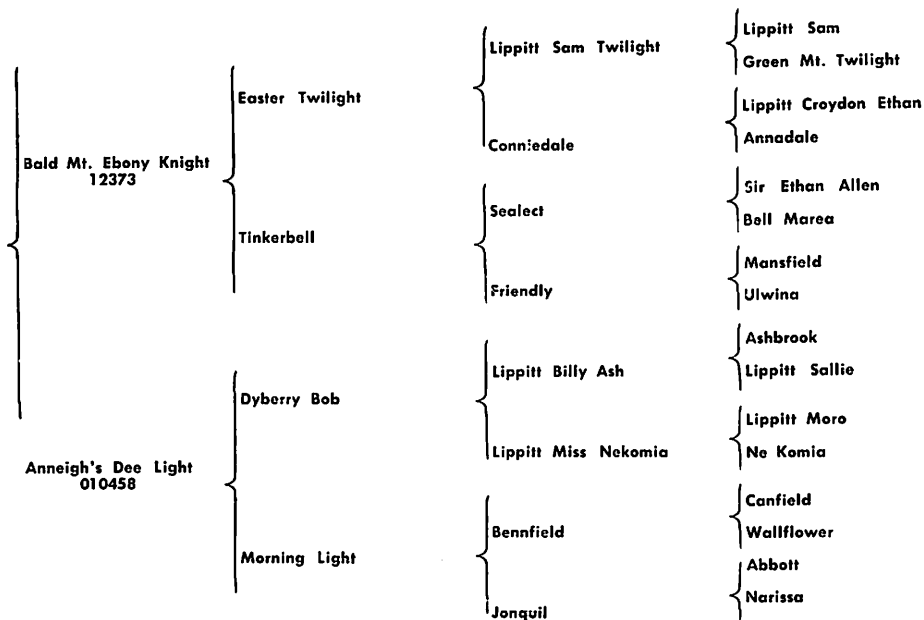 Lippitt Sam
Lippitt Sam Twilight
Green Mt. Twilight
Easter Twilight
Lippitt Croydon Ethan
Conniedale
Annadale
Bald Mt. Ebony Knight
12373
Sir Ethan Allen
Sealect
Bell Marea
Tinkerbell
Mansfield
Friendly
Ulwina
Ashbrook
Lippitt Billy Ash
Lippitt Sallie
Dyberry Bob
Lippitt Moro
Lippitt Miss Nekomia
Ne Komia
Anneigh's Dee Light
010458
Canfield
Bennfield
Wallflower
Morning Light
Abbott
Narissa
Jonquil